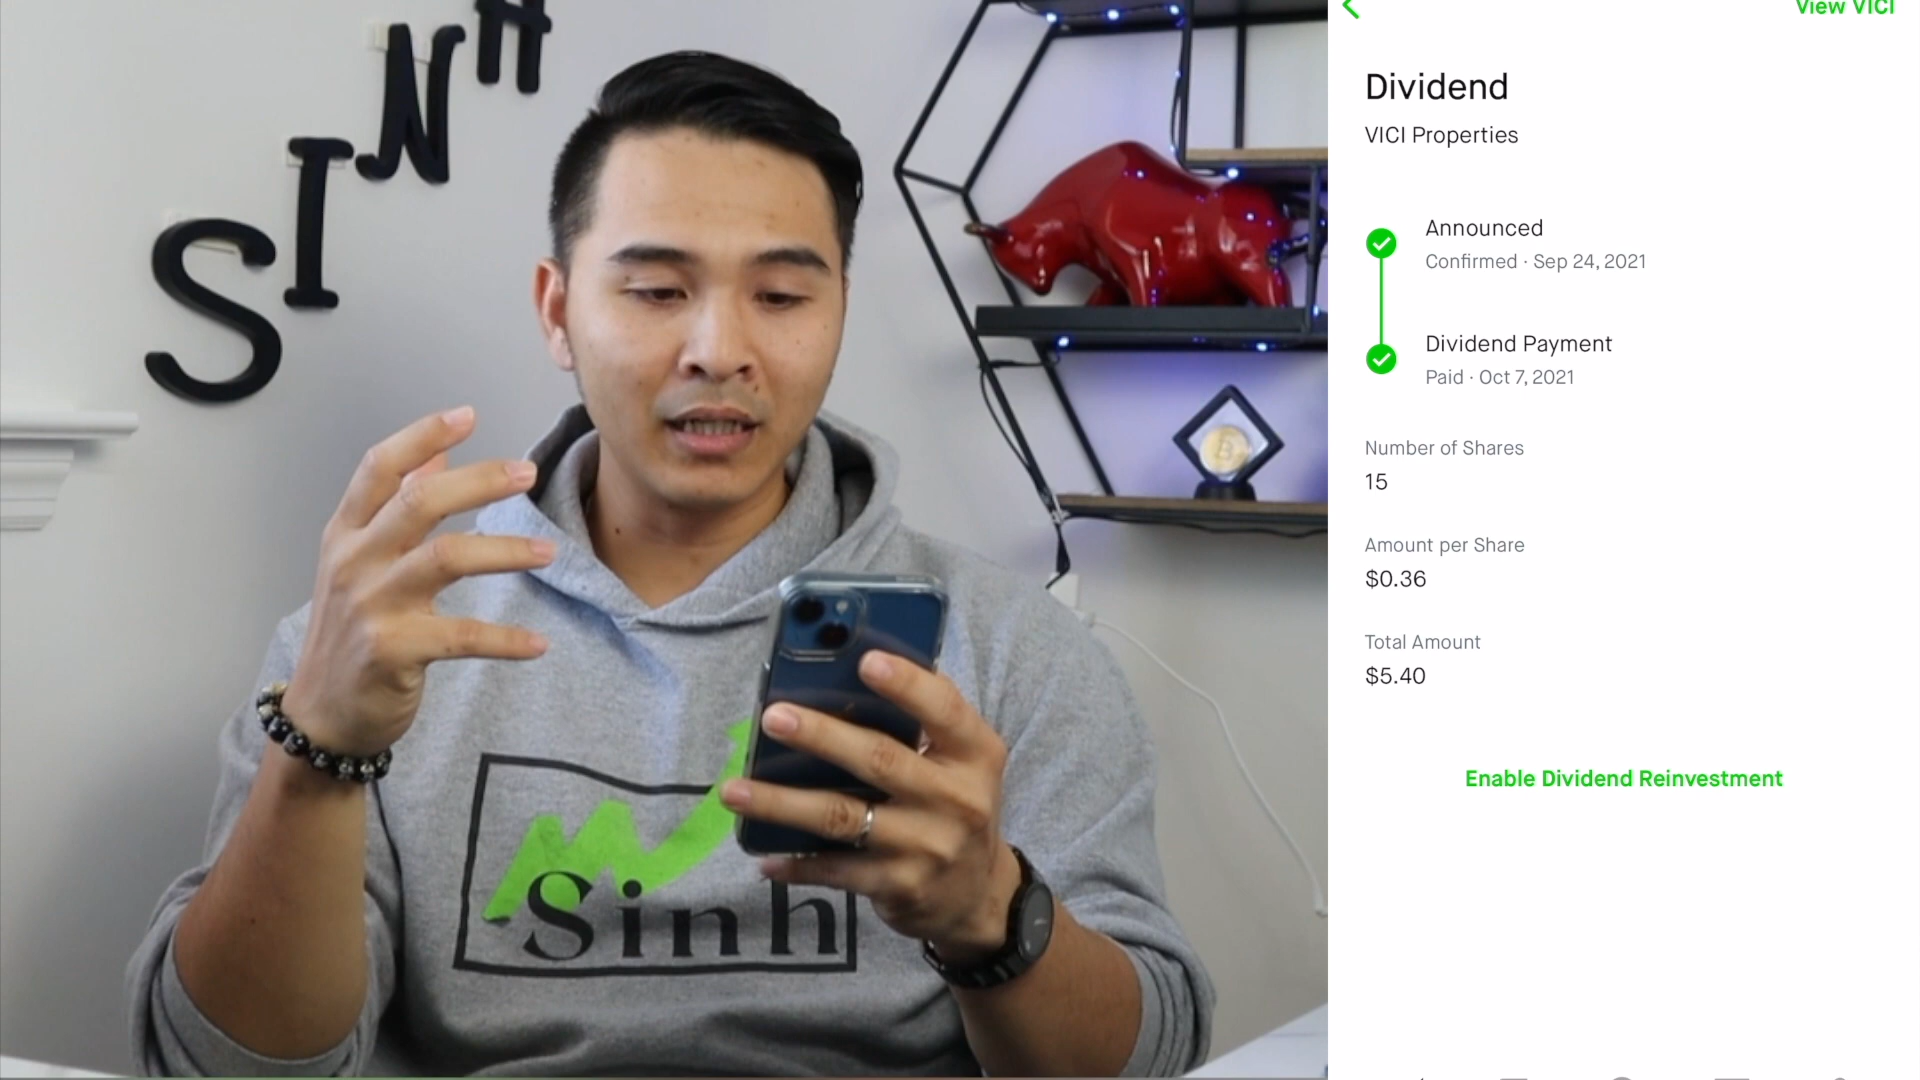 SINH
Sinh
View VICI
Dividend
VICI Properties
Announced
Confirmed · Sep 24, 2021
Dividend Payment
Paid · Oct 7, 2021
Number of Shares
15
Amount per Share
$0.36
Total Amount
$5.40
Enable Dividend Reinvestment